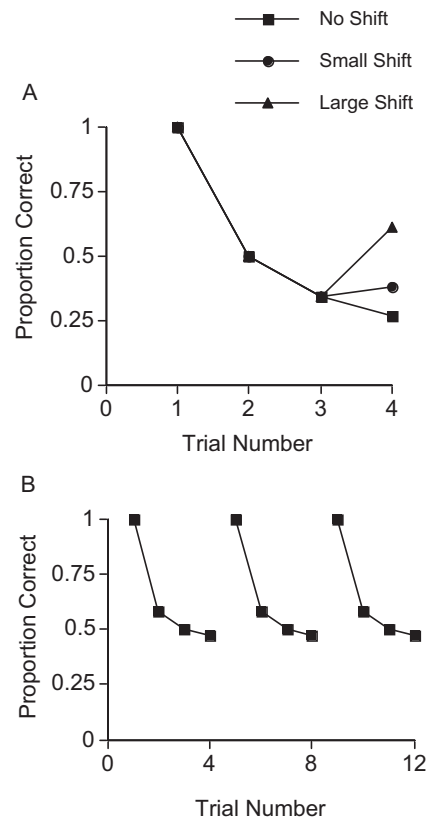 No Shift
Small Shift
Large Shift
A
1
0.75
0.5
0.25
0
0 1 2 3 4
Proportion Correct
Trial Number
B
1
0.75
0.5
0.25
0
0 4 8 12
Proportion Correct
Trial Number